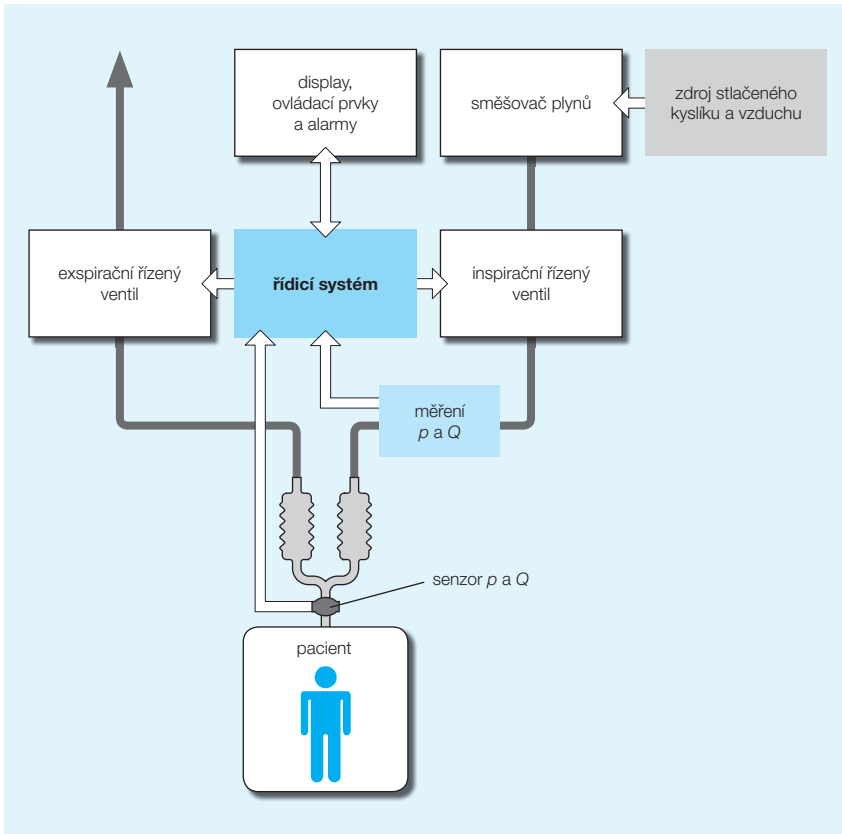 display,
ovládací prvky
a alarmy
směšovač plynů
zdroj stlačeného
kyslíku a vzduchu
exspirační řízený
ventil
řídicí systém
inspirační řízený
ventil
měření
p a Q
senzor p a Q
pacient